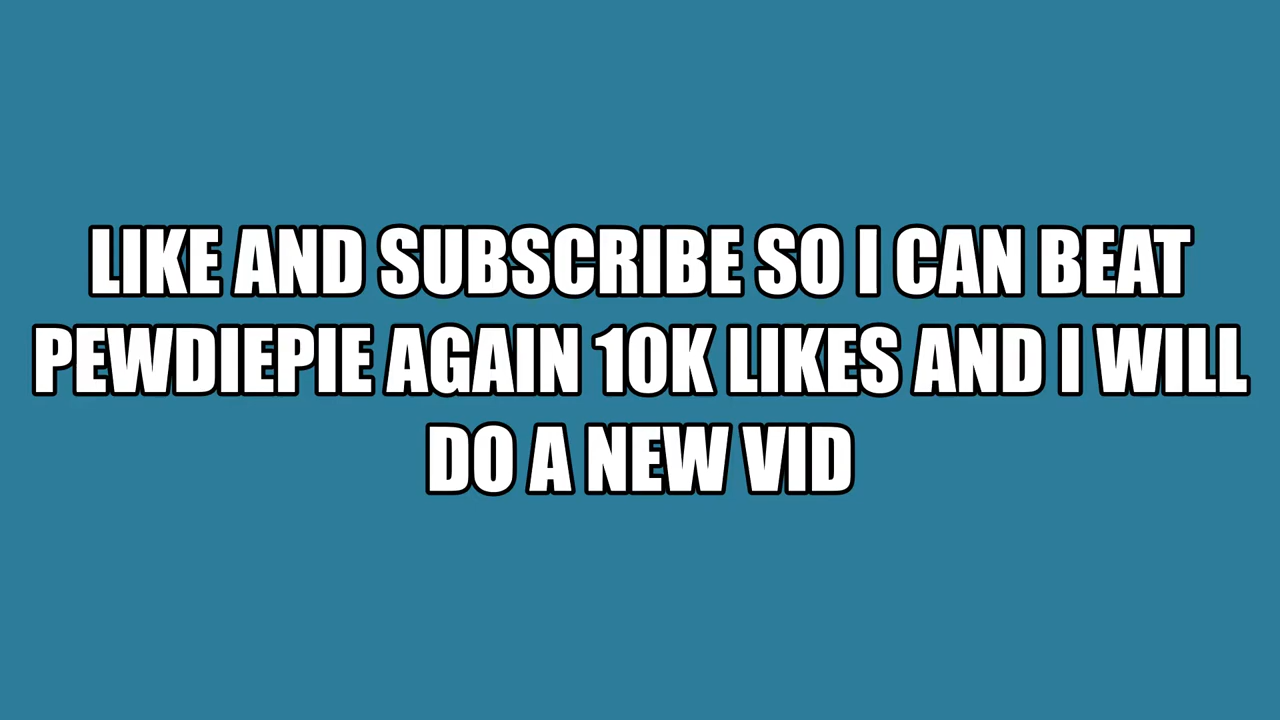 LIKE AND SUBSCRIBE SO I CAN BEAT
PEWDIEPIE AGAIN 10K LIKES AND I WILL
DO A NEW VID